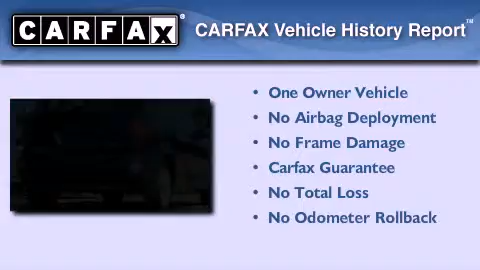 CARFAX® CARFAX Vehicle History Report™
• One Owner Vehicle
• No Airbag Deployment
• No Frame Damage
• Carfax Guarantee
• No Total Loss
• No Odometer Rollback